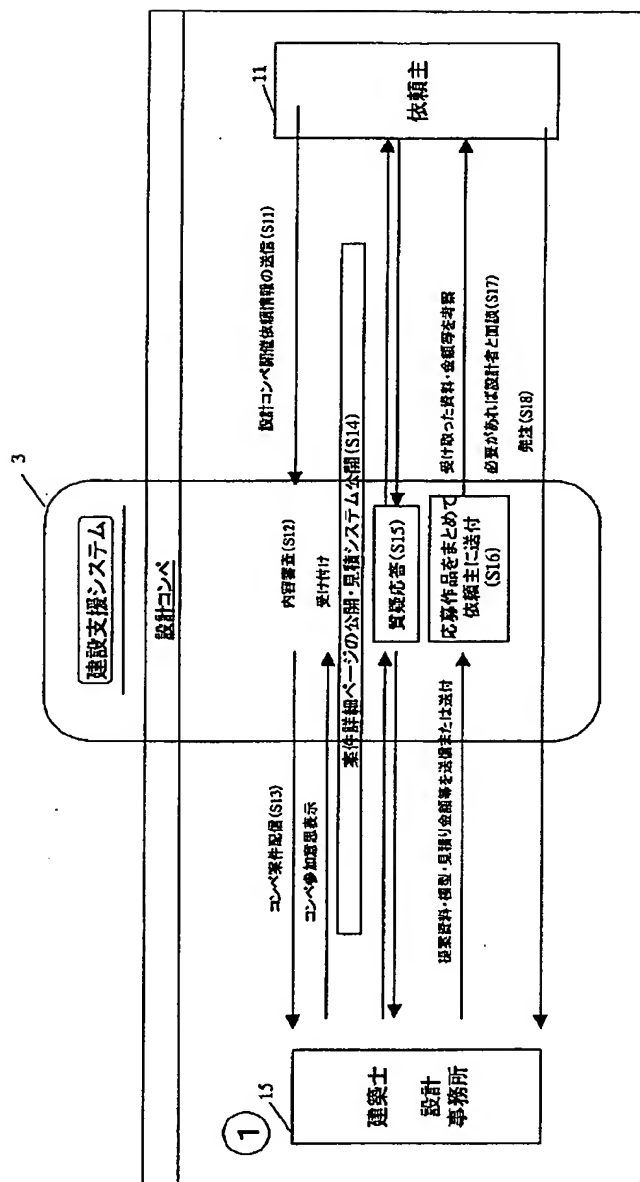 3
建設支援システム
設計コンペ
11
依頼主
設計コンペ開催依頼情報の送信(S11)
内容審査(S12)
コンペ案件配信(S13)
受け付け
コンペ参加意思表示
案件詳細ページの公開・見積システム公開(S14)
質疑応答(S15)
応募作品をまとめて
依頼主に送付
(S16)
提案資料・模型・見積り金額等を送信または送付
受け取った資料・金額等を考察
必要があれば設計者と面談(S17)
発注(S18)
1
15
建築士
設計
事務所